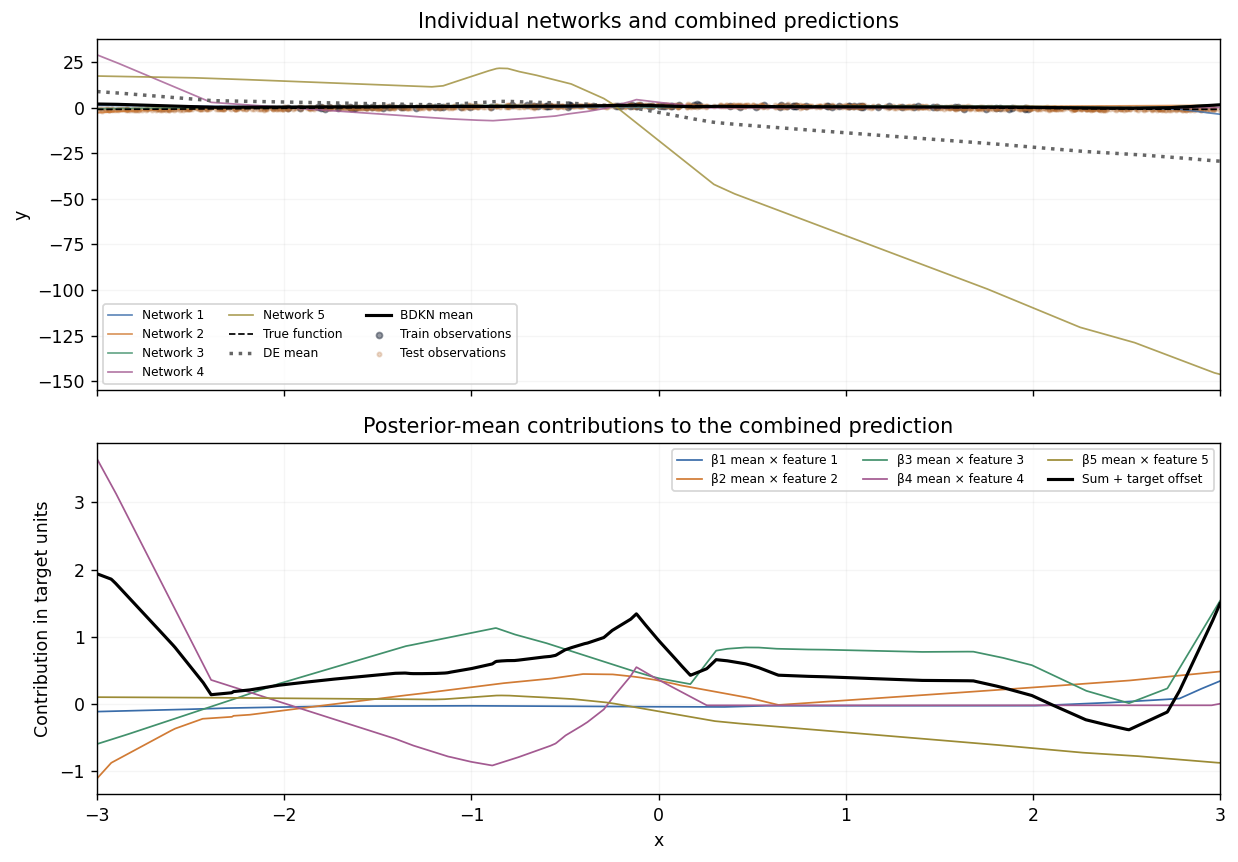 Individual networks and combined predictions
25
0
−25
−50
−75
−100
−125
−150
y
Network 1
Network 2
Network 3
Network 4
Network 5
True function
DE mean
BDKN mean
Train observations
Test observations
Posterior-mean contributions to the combined prediction
3
2
1
0
−1
Contribution in target units
β1 mean × feature 1
β2 mean × feature 2
β3 mean × feature 3
β4 mean × feature 4
β5 mean × feature 5
Sum + target offset
−3
−2
−1
0
1
2
3
x